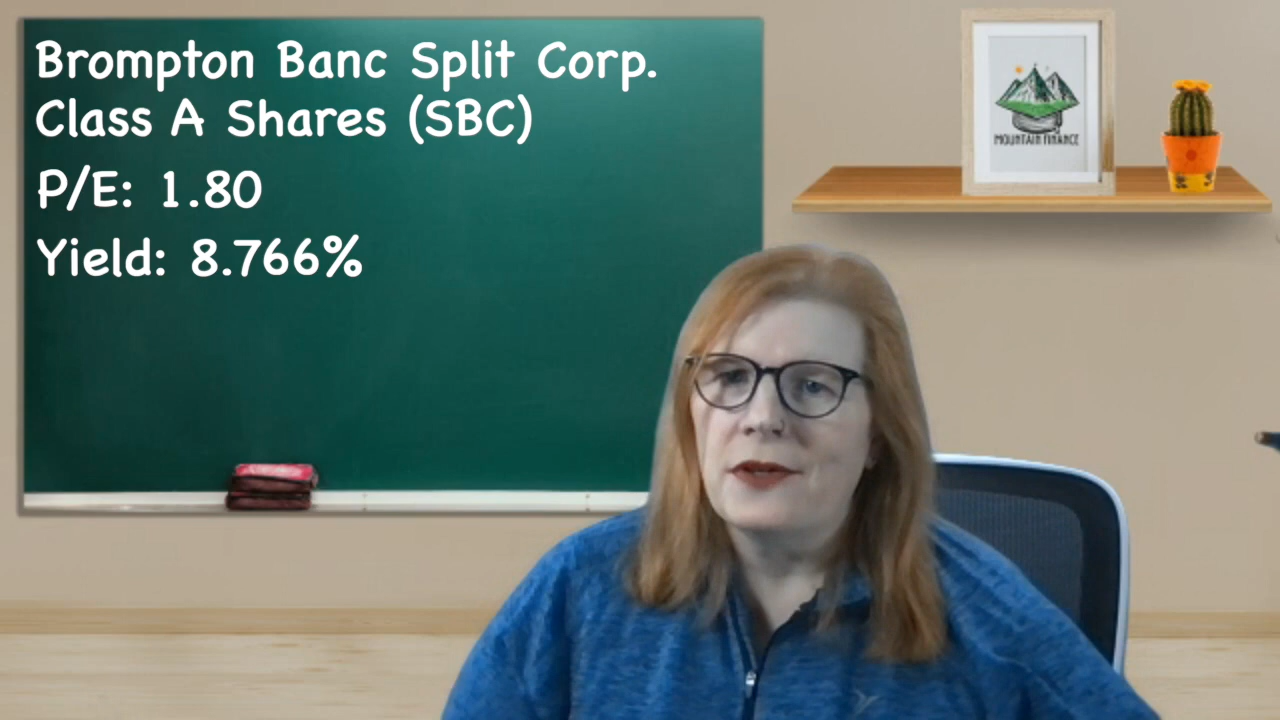 Brompton Banc Split Corp.
Class A Shares (SBC)
P/E: 1.80
Yield: 8.766%
MOUNTAIN FINANCE